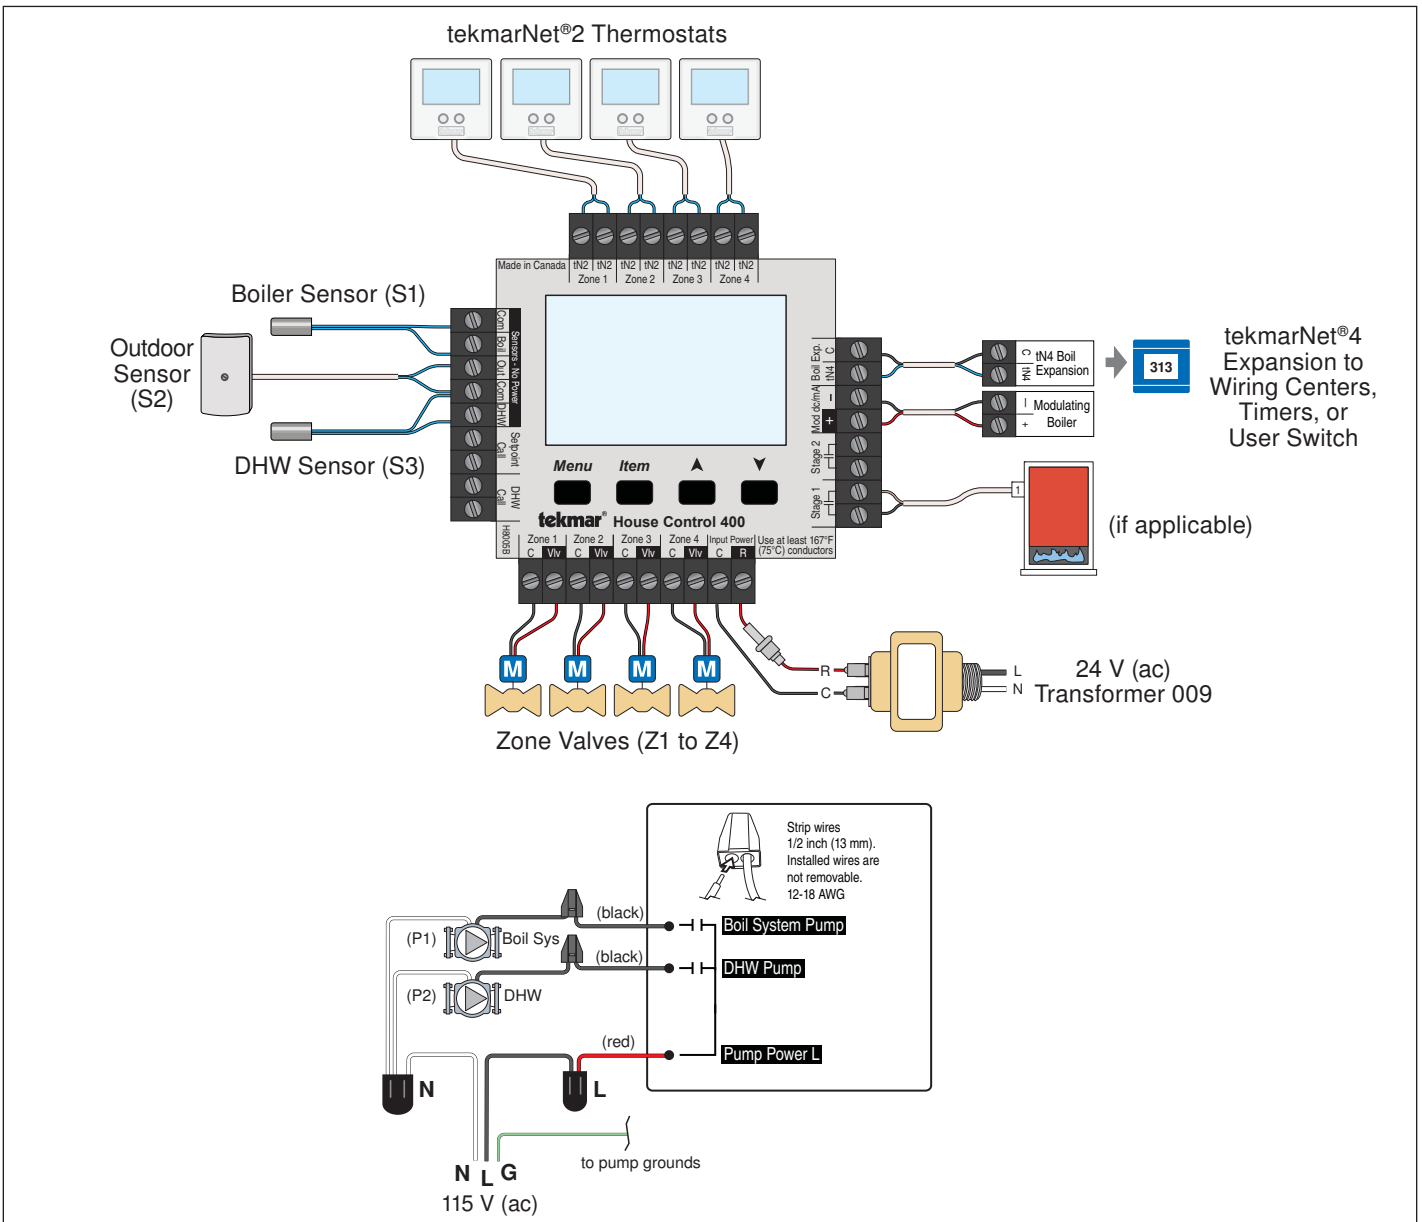 tekmarNet®2 Thermostats
Made in Canada
tN2 tN2 tN2 tN2 tN2 tN2 tN2 tN2
Zone 1 Zone 2 Zone 3 Zone 4
Boiler Sensor (S1)
Outdoor
Sensor
(S2)
DHW Sensor (S3)
Com
Boil
Out
Com
DHW
Sensors - No Power
Setpoint
Call
DHW
Call
H8005B
Menu Item
tekmar® House Control 400
Boil Exp.
C
tN4
Mod dc/mA
–
+
Stage 2
Stage 1
C
tN4
tN4 Boil
Expansion
–
+
Modulating
Boiler
313
tekmarNet®4
Expansion to
Wiring Centers,
Timers, or
User Switch
1
(if applicable)
Zone 1 Zone 2 Zone 3 Zone 4 Input Power
C Vlv C Vlv C Vlv C Vlv C R
Use at least 167°F
(75°C) conductors
M M M M
Zone Valves (Z1 to Z4)
R
C
L
N
24 V (ac)
Transformer 009
Strip wires
1/2 inch (13 mm).
Installed wires are
not removable.
12-18 AWG
(black)
Boil System Pump
(P1)
Boil Sys
(black)
DHW Pump
(P2)
DHW
(red)
Pump Power L
N
L
to pump grounds
N L G
115 V (ac)